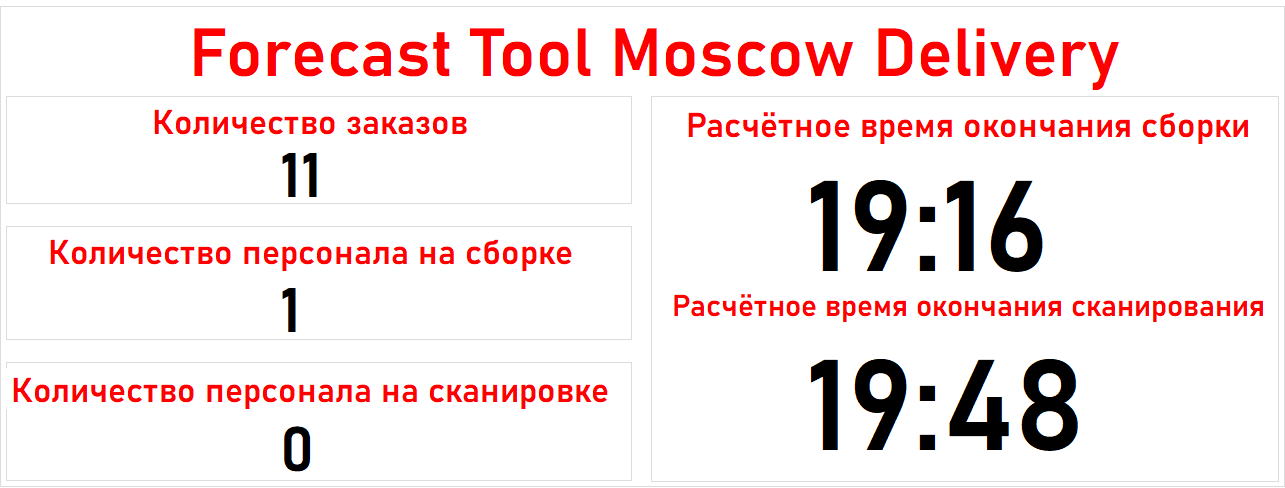 Forecast Tool Moscow Delivery
Количество заказов
11
Количество персонала на сборке
1
Количество персонала на сканировке
0
Расчётное время окончания сборки
19:16
Расчётное время окончания сканирования
19:48